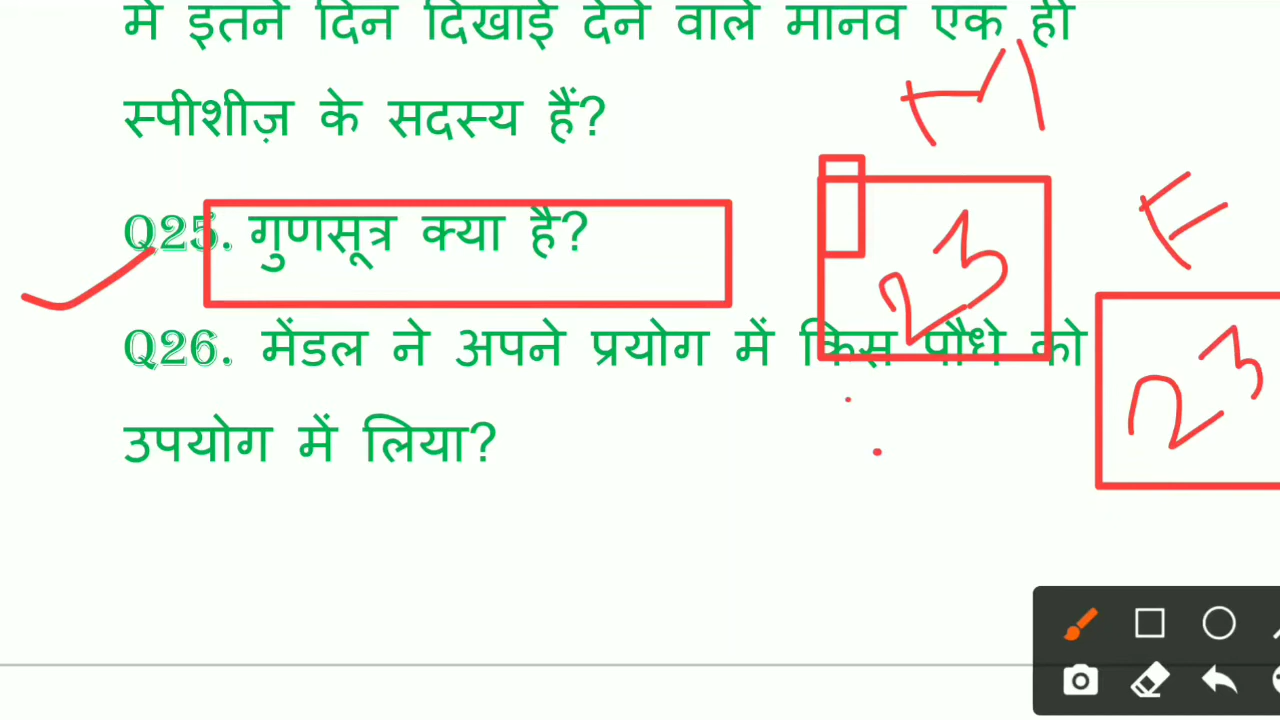 में इतने दिन दिखाई देने वाले मानव एक ही
स्पीशीज़ के सदस्य हैं?
Q25. गुणसूत्र क्या है?
Q26. मेंडल ने अपने प्रयोग में किस पौधे को
उपयोग में लिया?
23
F
23